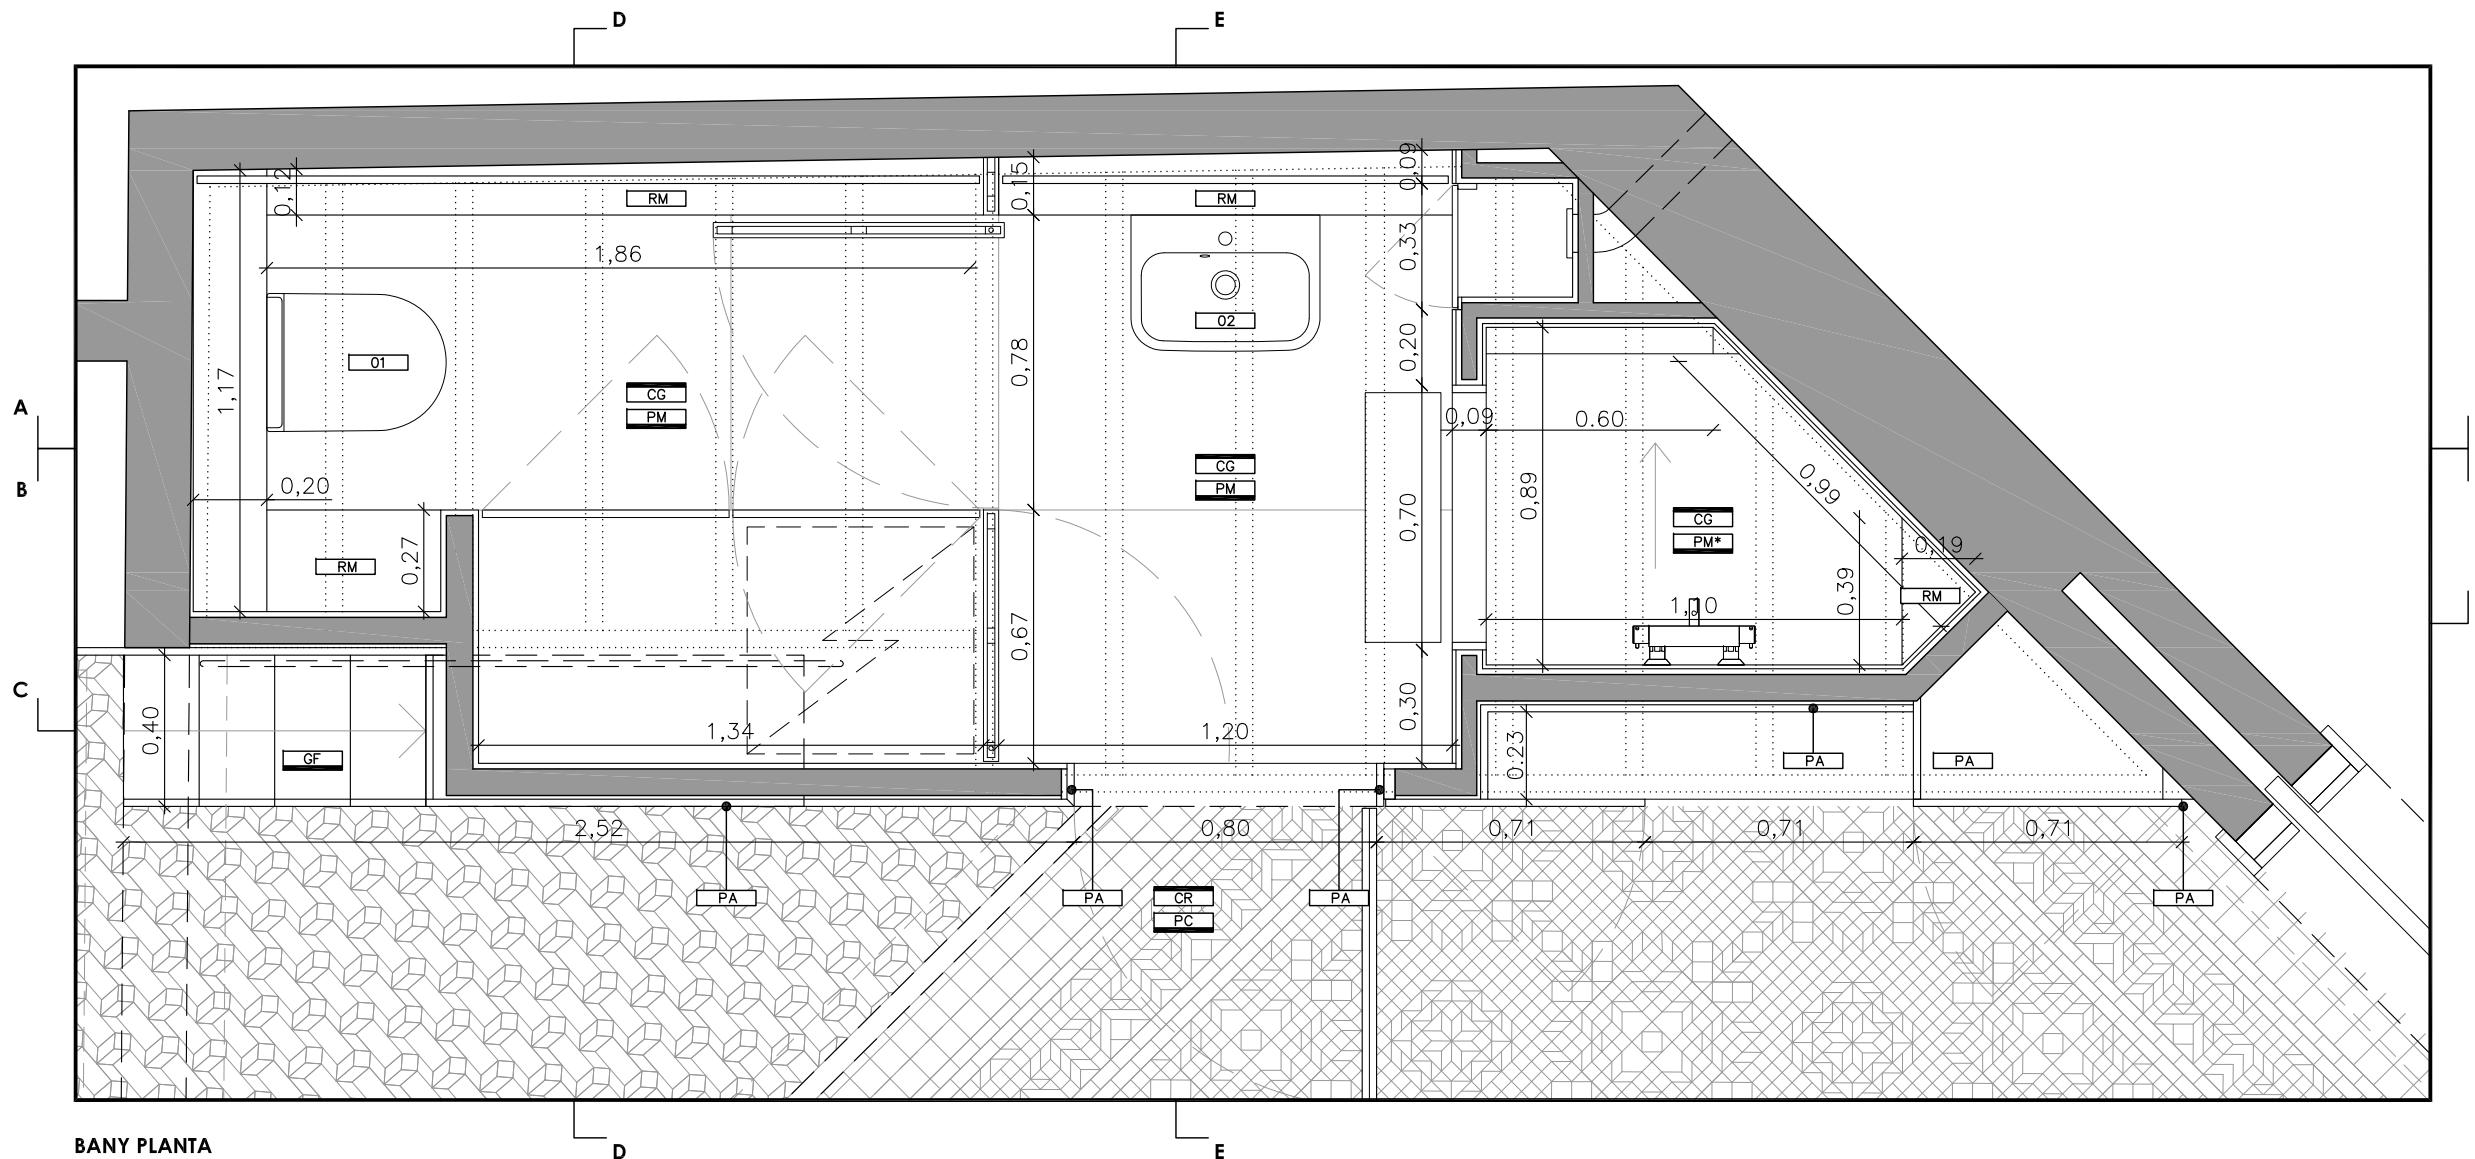 D
E
0,09
0,12
0,15
RM
RM
1,86
0,33
O2
0,20
0,78
O1
1,17
CG
PM
A
0,09
0.60
CG
PM
B
0,20
0,89
0,99
0,70
CG
PM*
0,19
RM
0,27
0,39
RM
1,10
0,67
C
0,40
1,34
1,20
0,30
0.23
GF
PA
PA
2,52
0,80
0,71
0,71
0,71
PA
PA
CR
PC
PA
PA
BANY PLANTA
D
E